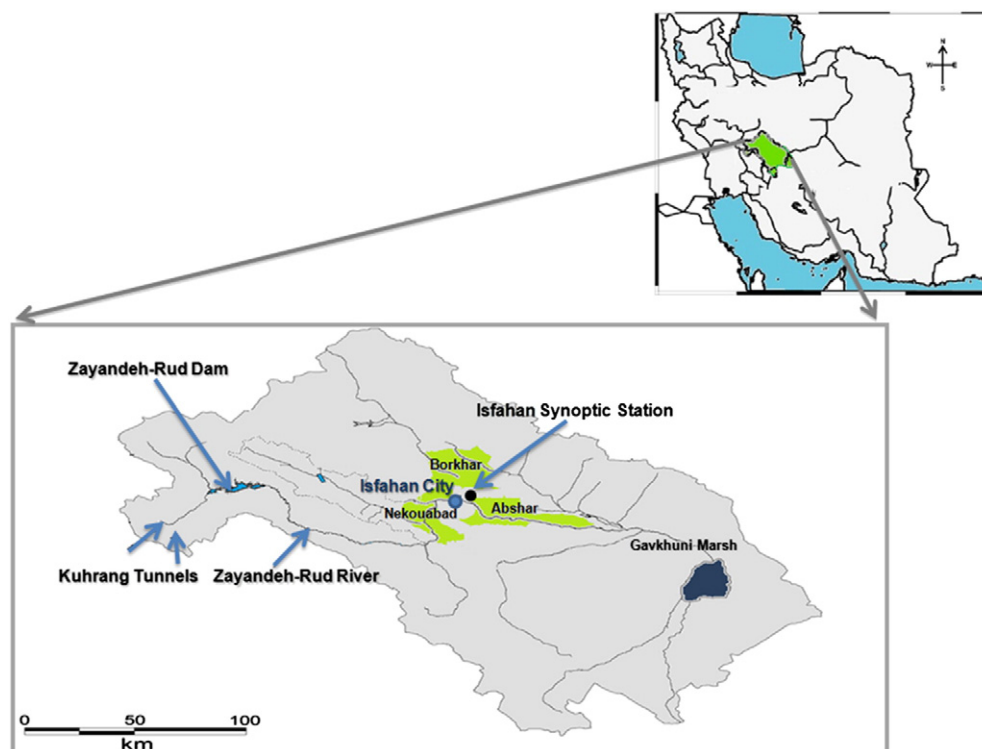 N
W E
S
Zayandeh-Rud Dam
Isfahan Synoptic Station
Borkhar
Isfahan City
Nekouabad
Abshar
Gavkhuni Marsh
Kuhrang Tunnels
Zayandeh-Rud River
0 50 100
km